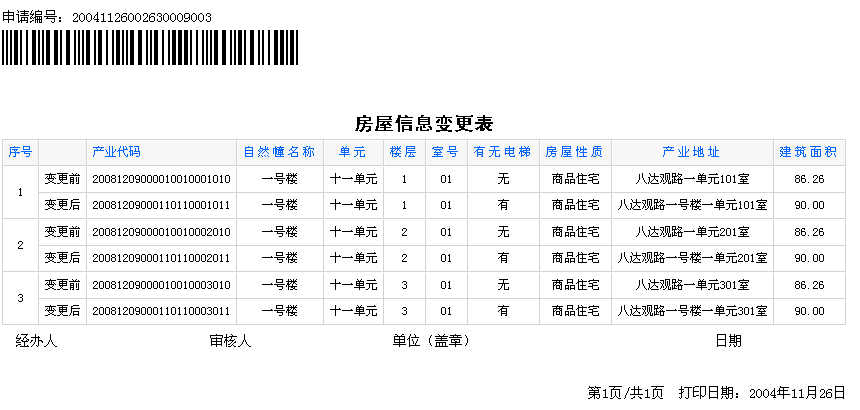 申请编号：20041126002630009003
房屋信息变更表
序号 产业代码 自然幢名称 单元 楼层 室号 有无电梯 房屋性质 产业地址 建筑面积
1 变更前 20081209000010010001010 一号楼 十一单元 1 01 无 商品住宅 八达观路一单元101室 86.26
变更后 20081209000110110001011 一号楼 十一单元 1 01 有 商品住宅 八达观路一号楼一单元101室 90.00
2 变更前 20081209000010010002010 一号楼 十一单元 2 01 无 商品住宅 八达观路一单元201室 86.26
变更后 20081209000110110002011 一号楼 十一单元 2 01 有 商品住宅 八达观路一号楼一单元201室 90.00
3 变更前 20081209000010010003010 一号楼 十一单元 3 01 无 商品住宅 八达观路一单元301室 86.26
变更后 20081209000110110003011 一号楼 十一单元 3 01 有 商品住宅 八达观路一号楼一单元301室 90.00
经办人 审核人 单位（盖章） 日期
第1页/共1页 打印日期：2004年11月26日